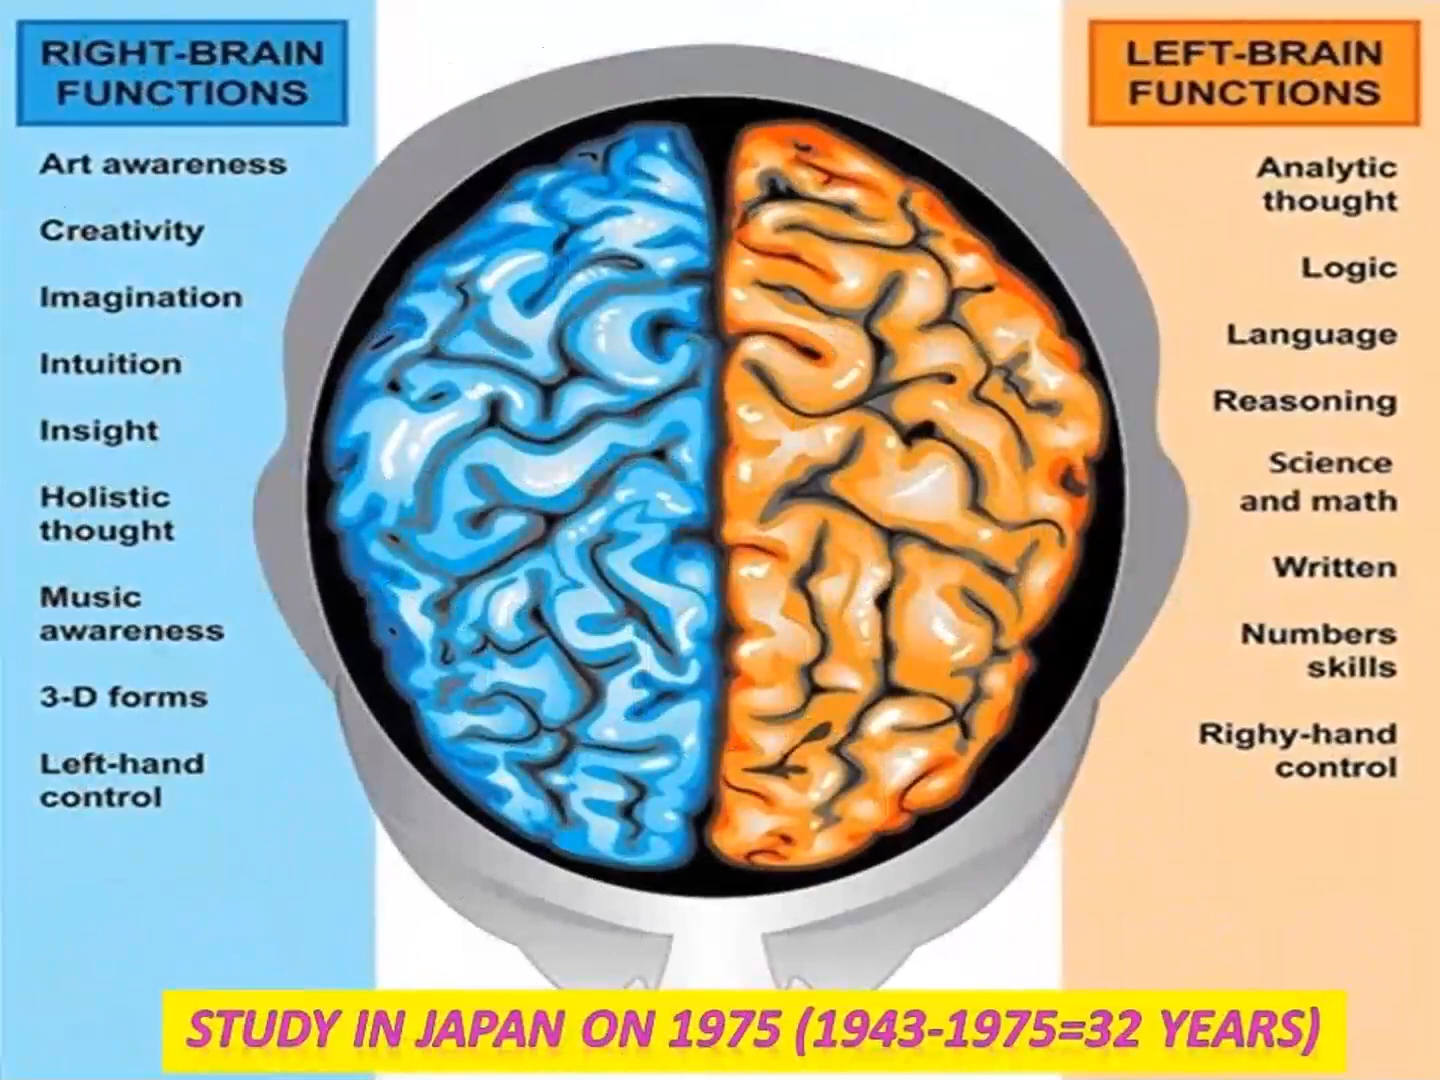 RIGHT-BRAIN
FUNCTIONS
Art awareness
Creativity
Imagination
Intuition
Insight
Holistic
thought
Music
awareness
3-D forms
Left-hand
control
LEFT-BRAIN
FUNCTIONS
Analytic
thought
Logic
Language
Reasoning
Science
and math
Written
Numbers
skills
Righy-hand
control
STUDY IN JAPAN ON 1975 (1943-1975=32 YEARS)